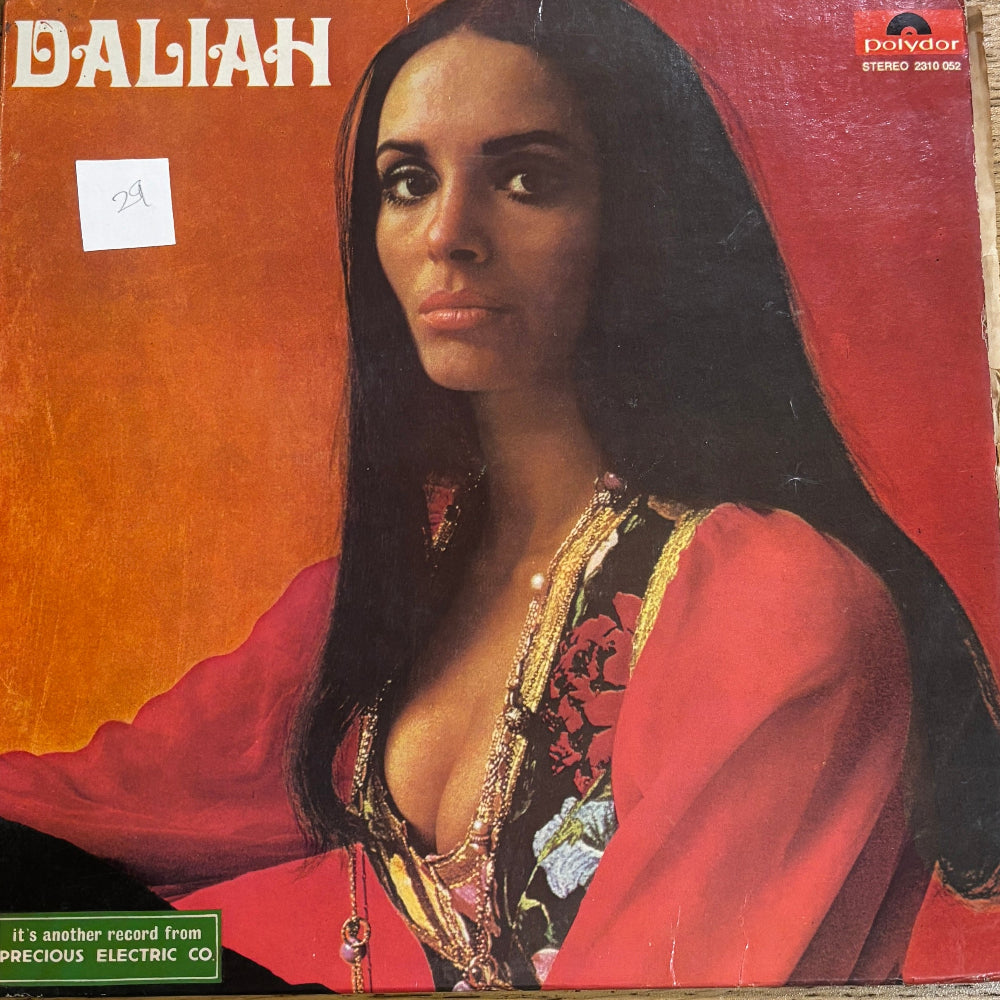 DALIAH
polydor
STEREO 2310 052
29
it's another record from
PRECIOUS ELECTRIC CO.